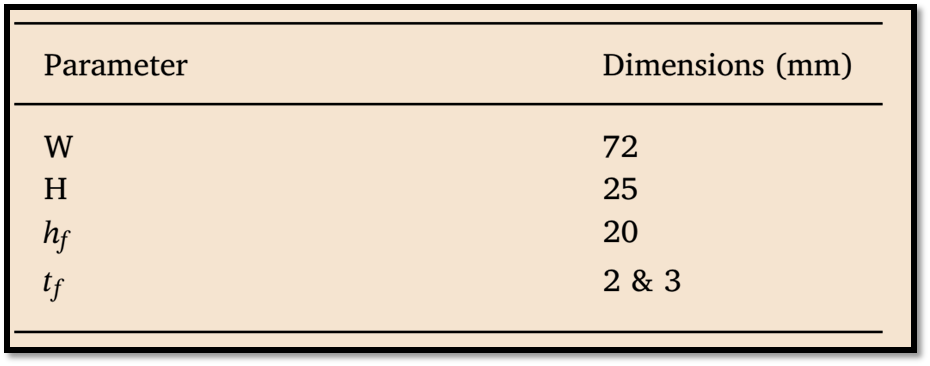 Parameter Dimensions (mm)
W 72
H 25
h_f 20
t_f 2 & 3